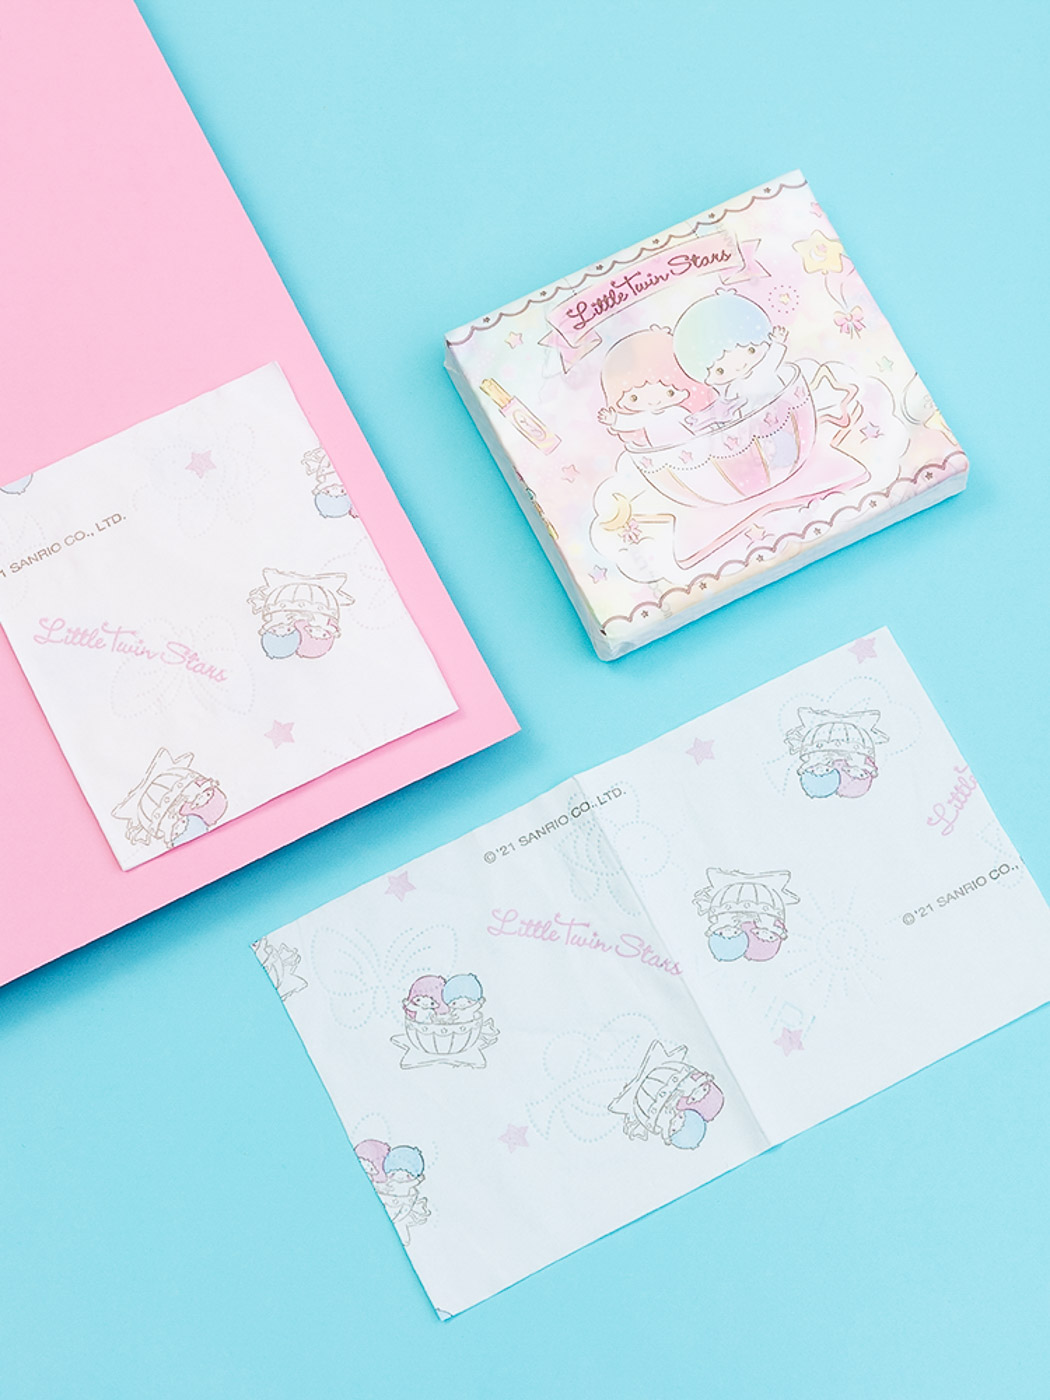 Little Twin Stars
1 SANRIO CO., LTD.
Little Twin Stars
© '21 SANRIO CO., LTD.
Little Twin Stars
Little
© '21 SANRIO CO.,